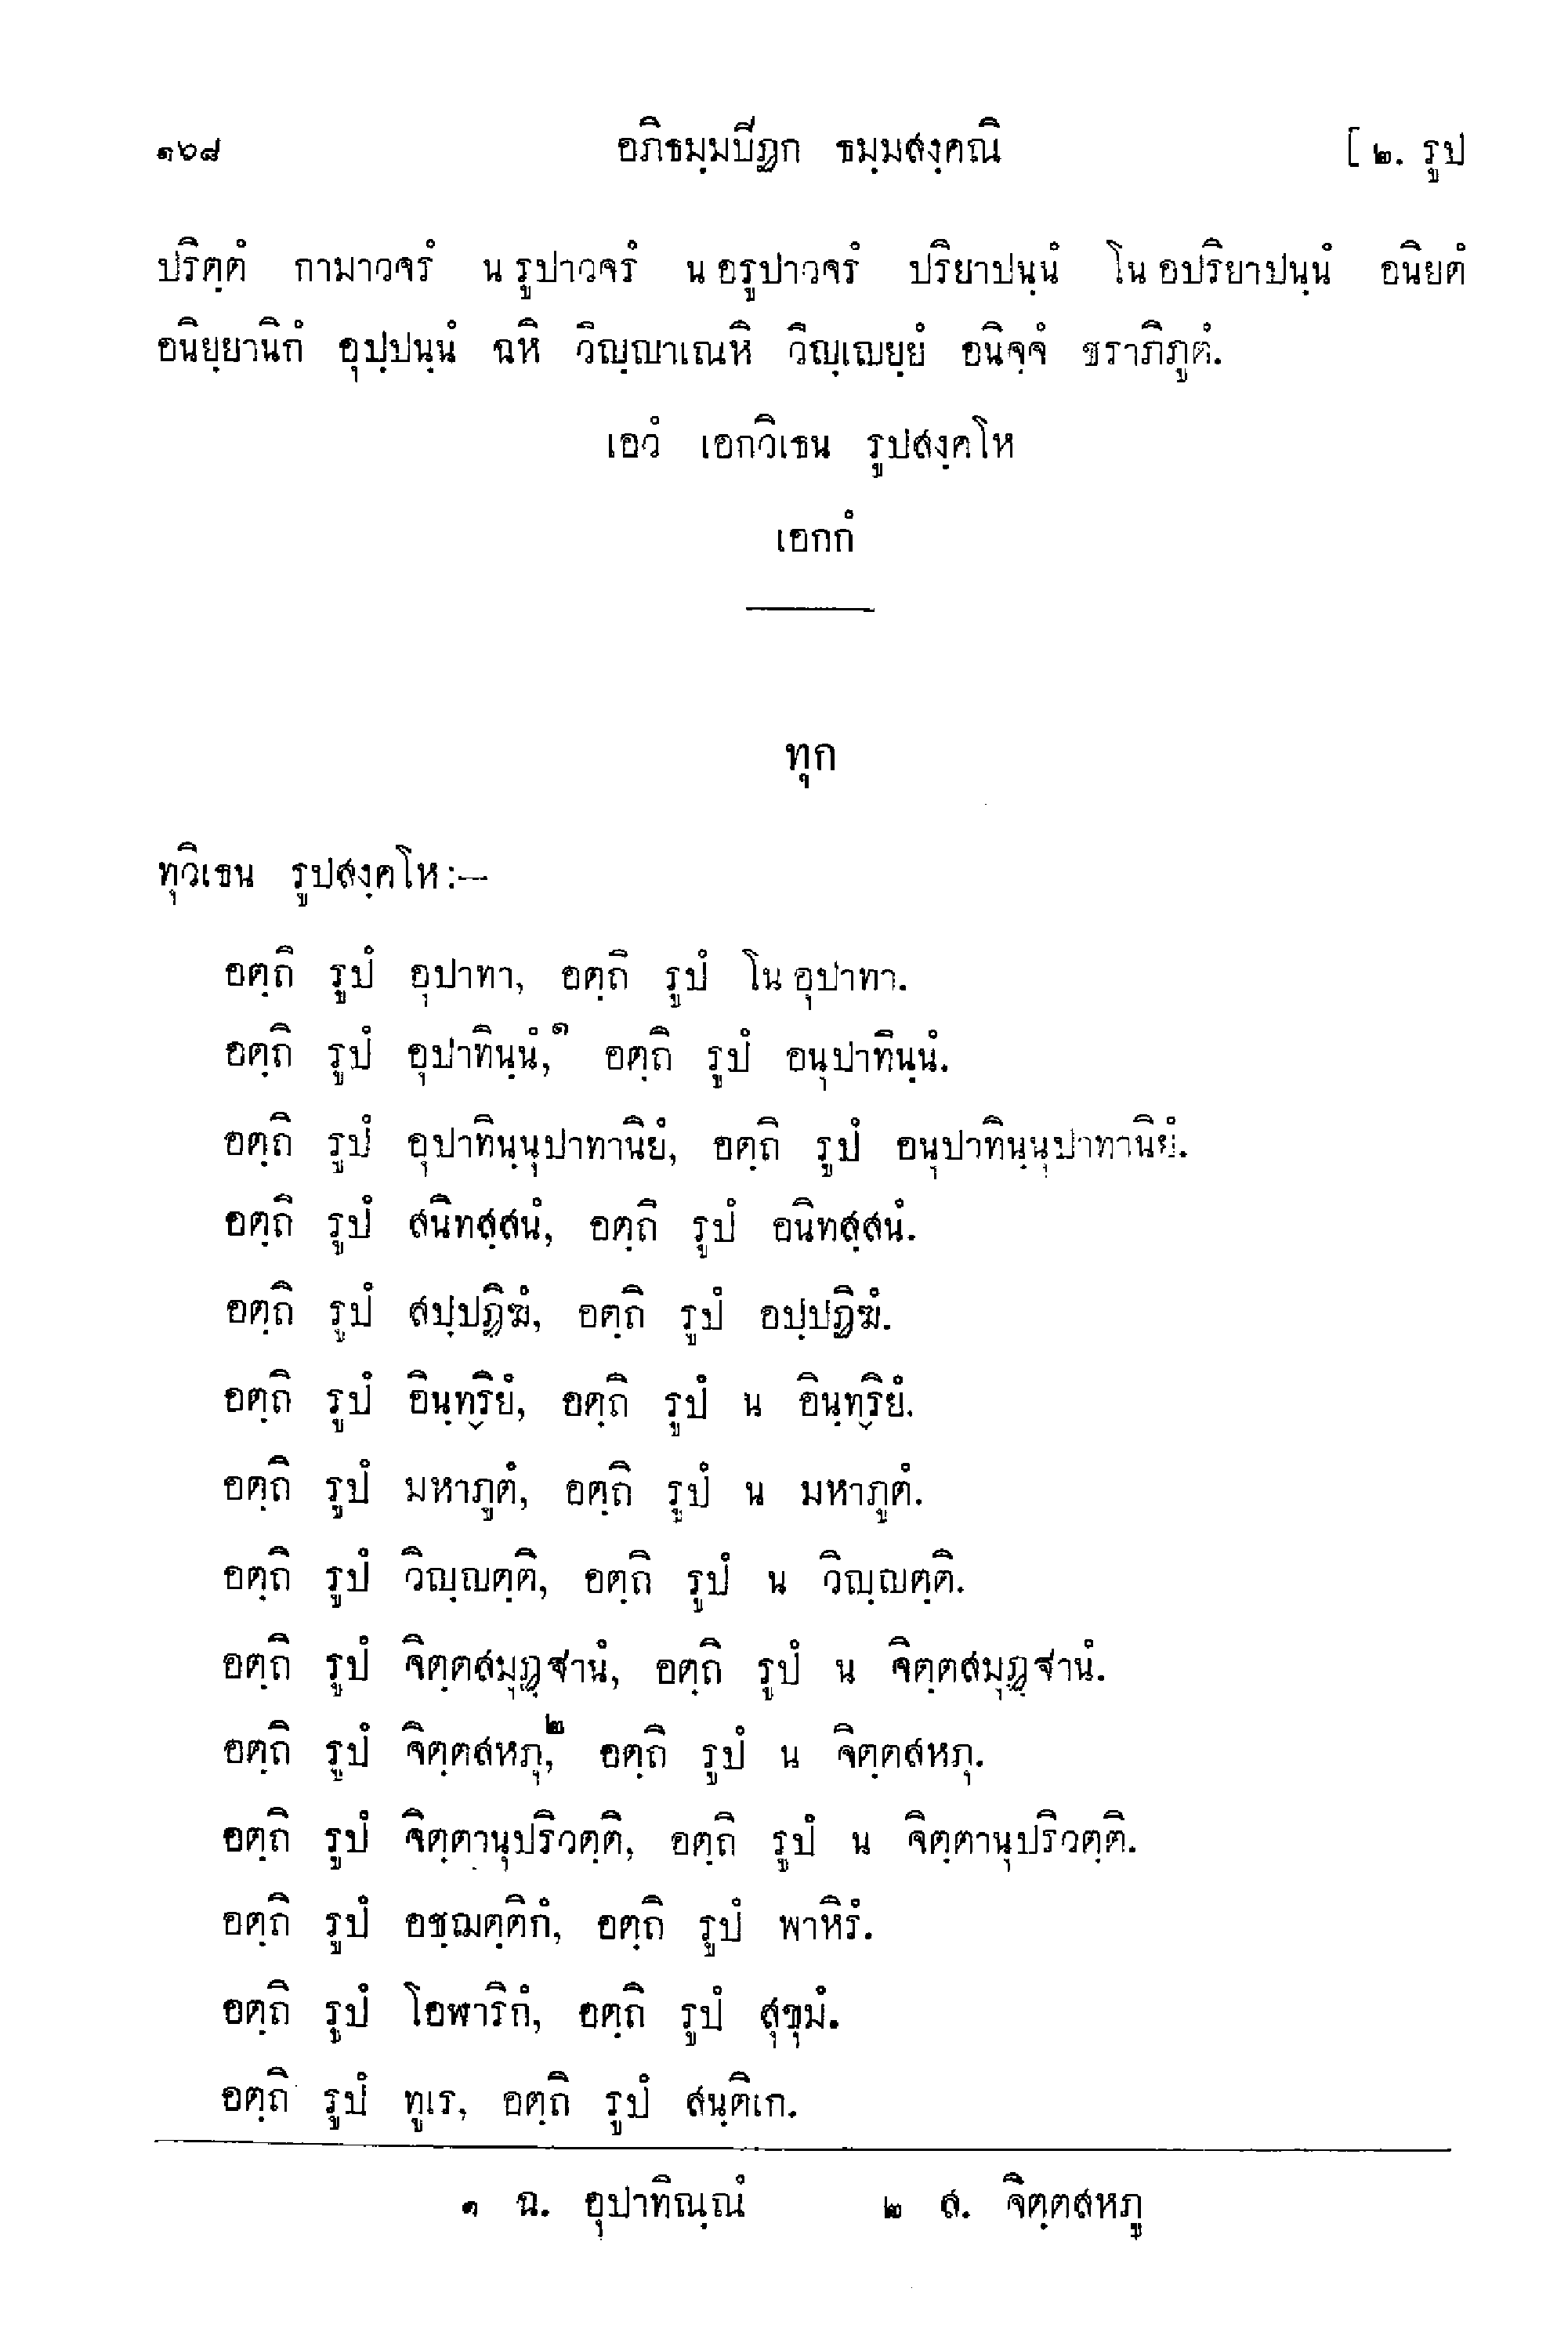 ๑๖๘ อภิธมฺมปิฏก ธมฺมสงฺคณิ [ ๒. รูป
ปริตฺตํ กามาวจรํ น รูปาวจรํ น อรูปาวจรํ ปริยาปนฺนํ โน อปริยาปนฺนํ อนิยตํ
อนิยฺยานิกํ อุปฺปนฺนํ ฉหิ วิญฺญาเณหิ วิญฺเญยฺยํ อนิจฺจํ ชราภิภูตํ.
เอวํ เอกวิเธน รูปสงฺคโห
เอกกํ
ทุก
ทุวิเธน รูปสงฺคโห:—
อตฺถิ รูปํ อุปาทา, อตฺถิ รูปํ โน อุปาทา.
อตฺถิ รูปํ อุปาทินฺนํ,๑ อตฺถิ รูปํ อนุปาทินฺนํ.
อตฺถิ รูปํ อุปาทินฺนุปาทานิยํ, อตฺถิ รูปํ อนุปาทินฺนุปาทานิยํ.
อตฺถิ รูปํ สนิทสฺสนํ, อตฺถิ รูปํ อนิทสฺสนํ.
อตฺถิ รูปํ สปฺปฏิฆํ, อตฺถิ รูปํ อปฺปฏิฆํ.
อตฺถิ รูปํ อินฺทฺริยํ, อตฺถิ รูปํ น อินฺทฺริยํ.
อตฺถิ รูปํ มหาภูตํ, อตฺถิ รูปํ น มหาภูตํ.
อตฺถิ รูปํ วิญฺญตฺติ, อตฺถิ รูปํ น วิญฺญตฺติ.
อตฺถิ รูปํ จิตฺตสมุฏฺฐานํ, อตฺถิ รูปํ น จิตฺตสมุฏฺฐานํ.
อตฺถิ รูปํ จิตฺตสหภุ,๒ อตฺถิ รูปํ น จิตฺตสหภุ.
อตฺถิ รูปํ จิตฺตานุปริวตฺติ, อตฺถิ รูปํ น จิตฺตานุปริวตฺติ.
อตฺถิ รูปํ อชฺฌตฺติกํ, อตฺถิ รูปํ พาหิรํ.
อตฺถิ รูปํ โอฬาริกํ, อตฺถิ รูปํ สุขุมํ.
อตฺถิ รูปํ ทูเร, อตฺถิ รูปํ สนฺติเก.
๑ ฉ. อุปาทิณฺณํ ๒ ส. จิตฺตสหภู